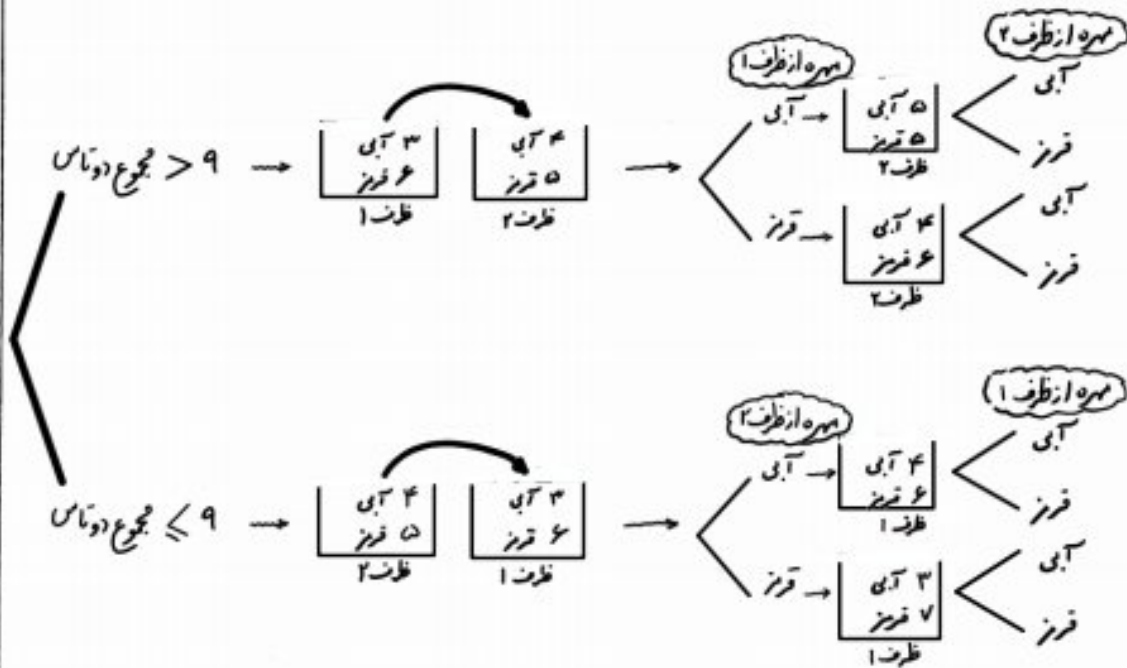 مهره از ظرف ۱
مهره از ظرف ۲
مجموع دو تاس > ۹
۳ آبی
۶ قرمز
ظرف ۱
۴ آبی
۵ قرمز
ظرف ۲
آبی
۵ آبی
۵ قرمز
ظرف ۲
آبی
قرمز
قرمز
۴ آبی
۶ قرمز
ظرف ۲
آبی
قرمز
مهره از ظرف ۲
مهره از ظرف ۱
مجموع دو تاس ≤ ۹
۴ آبی
۵ قرمز
ظرف ۲
۳ آبی
۶ قرمز
ظرف ۱
آبی
۴ آبی
۶ قرمز
ظرف ۱
آبی
قرمز
قرمز
۳ آبی
۷ قرمز
ظرف ۱
آبی
قرمز